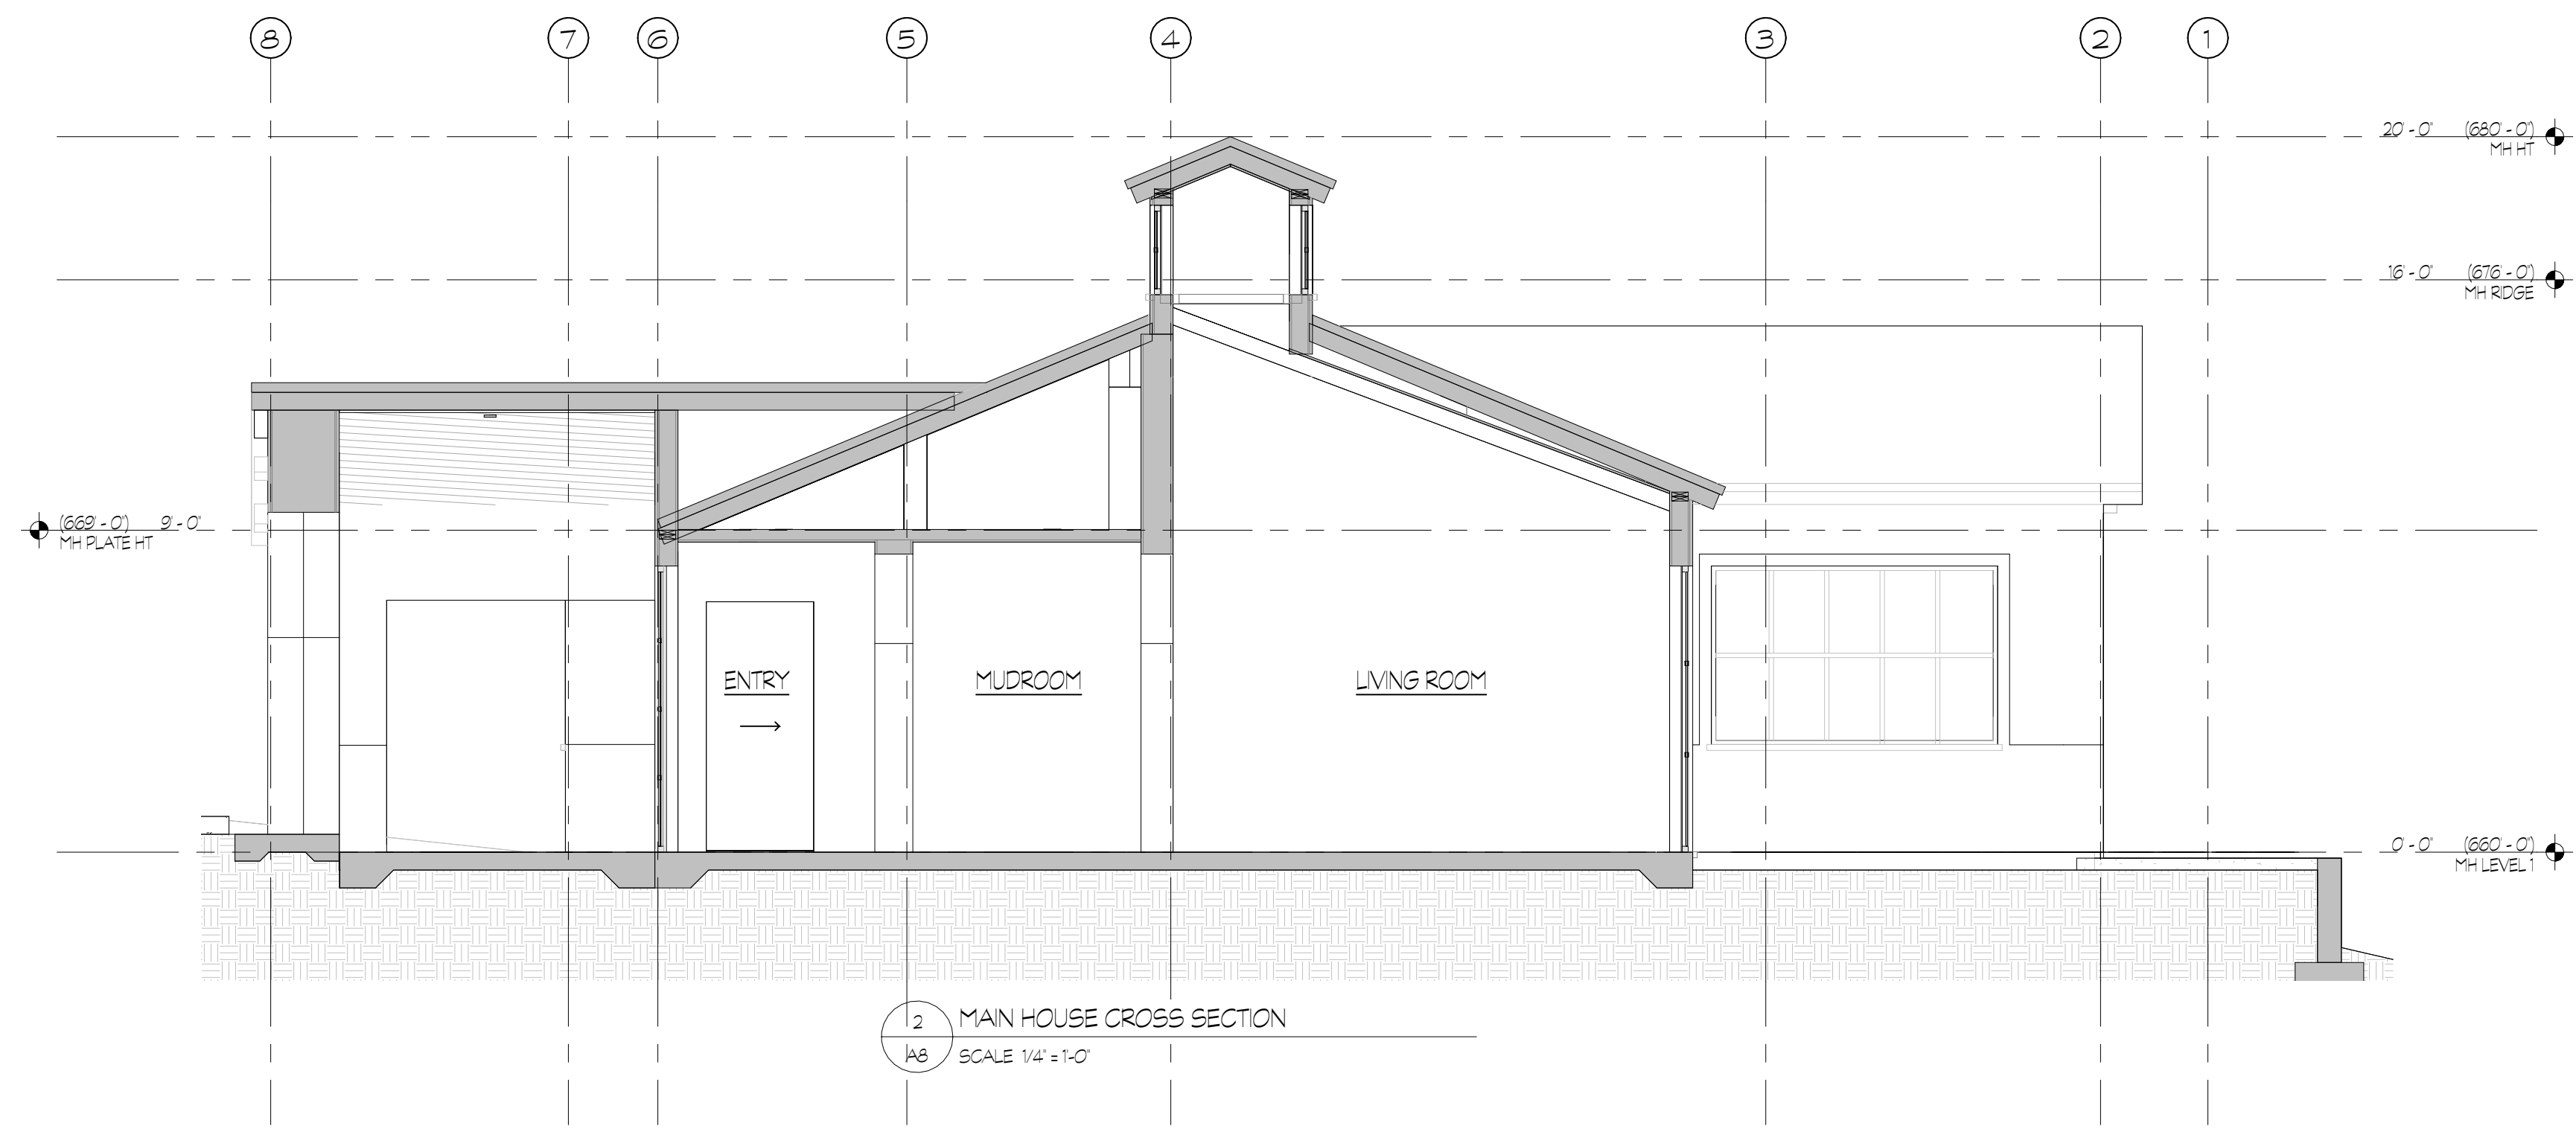 8 7 6 5 4 3 2 1
20' - 0" (680' - 0")
MH HT
16' - 0" (676' - 0")
MH RIDGE
(669' - 0") 9' - 0"
MH PLATE HT
ENTRY MUDROOM LIVING ROOM
0' - 0" (660' - 0")
MH LEVEL 1
2 MAIN HOUSE CROSS SECTION
A8 SCALE 1/4" = 1'-0"